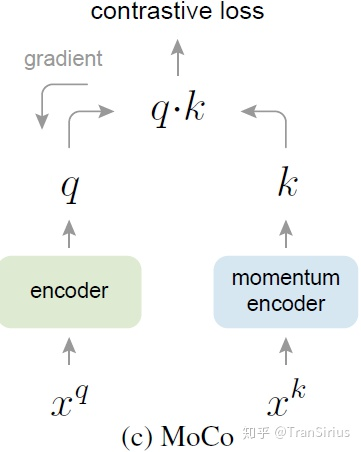 contrastive loss
gradient
q·k
q k
encoder
momentum
encoder
x^q x^k
(c) MoCo
知乎 @TranSirius